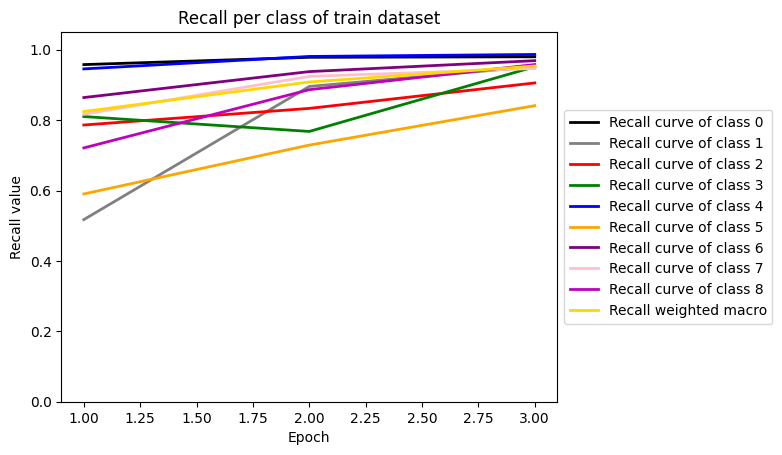 Recall per class of train dataset
Recall value
1.0
0.8
0.6
0.4
0.2
0.0
1.00 1.25 1.50 1.75 2.00 2.25 2.50 2.75 3.00
Epoch
Recall curve of class 0
Recall curve of class 1
Recall curve of class 2
Recall curve of class 3
Recall curve of class 4
Recall curve of class 5
Recall curve of class 6
Recall curve of class 7
Recall curve of class 8
Recall weighted macro